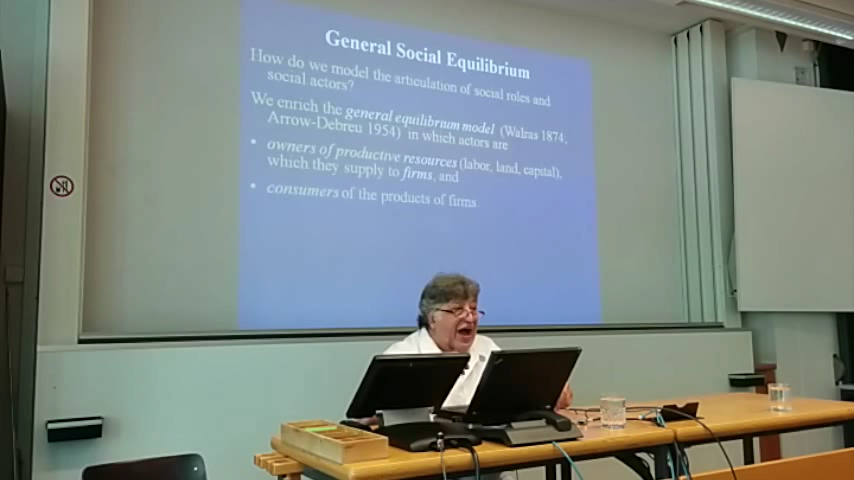 General Social Equilibrium
How do we model the articulation of social roles and
social actors?
We enrich the general equilibrium model (Walras 1874,
Arrow-Debreu 1954) in which actors are
• owners of productive resources (labor, land, capital),
which they supply to firms, and
• consumers of the products of firms